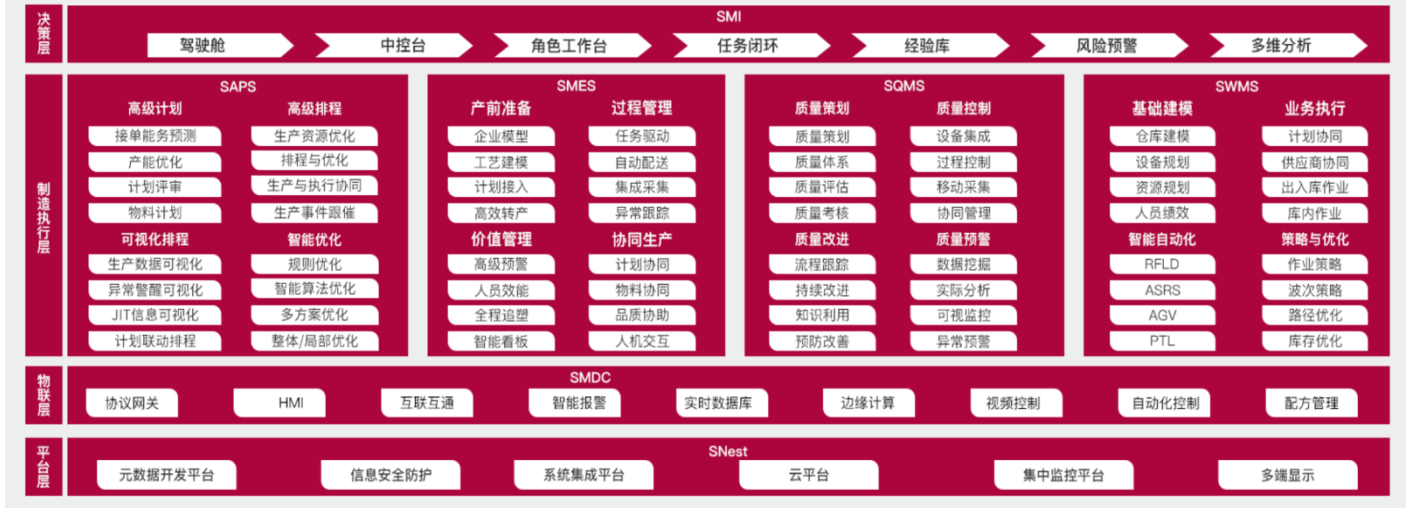 决策层
SMI
驾驶舱 中控台 角色工作台 任务闭环 经验库 风险预警 多维分析
制造执行层
SAPS
高级计划 高级排程
接单能务预测 生产资源优化
产能优化 排程与优化
计划评审 生产与执行协同
物料计划 生产事件跟催
可视化排程 智能优化
生产数据可视化 规则优化
异常警醒可视化 智能算法优化
JIT信息可视化 多方案优化
计划联动排程 整体/局部优化
SMES
产前准备 过程管理
企业模型 任务驱动
工艺建模 自动配送
计划接入 集成采集
高效转产 异常跟踪
价值管理 协同生产
高级预警 计划协同
人员效能 物料协同
全程追塑 品质协助
智能看板 人机交互
SQMS
质量策划 质量控制
质量策划 设备集成
质量体系 过程控制
质量评估 移动采集
质量考核 协同管理
质量改进 质量预警
流程跟踪 数据挖掘
持续改进 实际分析
知识利用 可视监控
预防改善 异常预警
SWMS
基础建模 业务执行
仓库建模 计划协同
设备规划 供应商协同
资源规划 出入库作业
人员绩效 库内作业
智能自动化 策略与优化
RFLD 作业策略
ASRS 波次策略
AGV 路径优化
PTL 库存优化
物联层
SMDC
协议网关 HMI 互联互通 智能报警 实时数据库 边缘计算 视频控制 自动化控制 配方管理
平台层
SNest
元数据开发平台 信息安全防护 系统集成平台 云平台 集中监控平台 多端显示